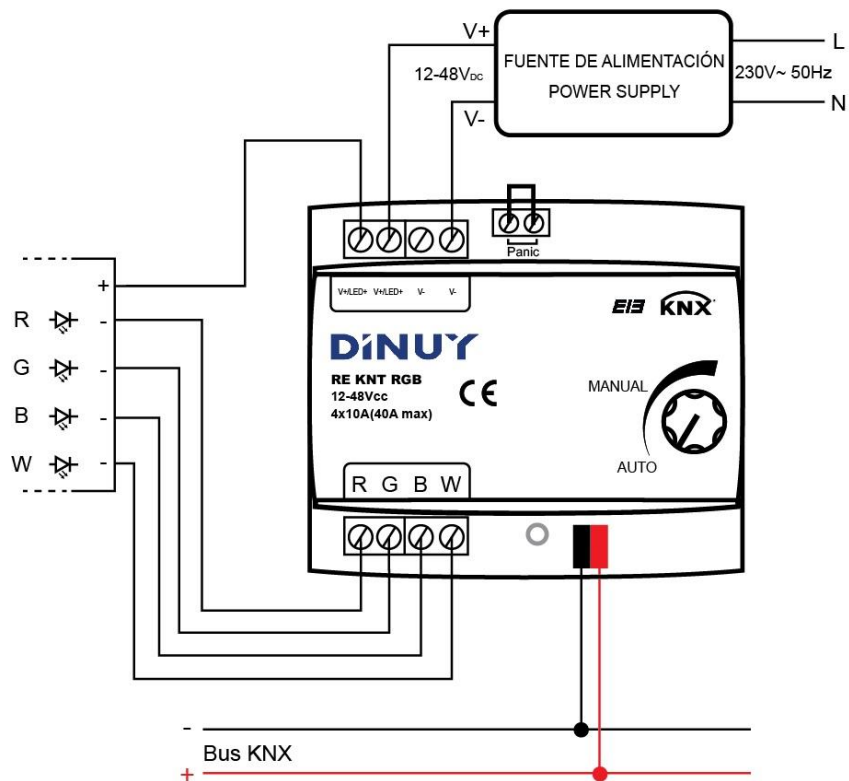 V+
12-48VDC
V-
FUENTE DE ALIMENTACIÓN
POWER SUPPLY
L
230V~ 50Hz
N
Panic
V+/LED+ V+/LED+ V- V-
+
R -
G -
B -
W -
EIB KNX
DINUY
RE KNT RGB
12-48Vcc
4x10A(40A max)
CE
MANUAL
AUTO
R G B W
-
Bus KNX
+